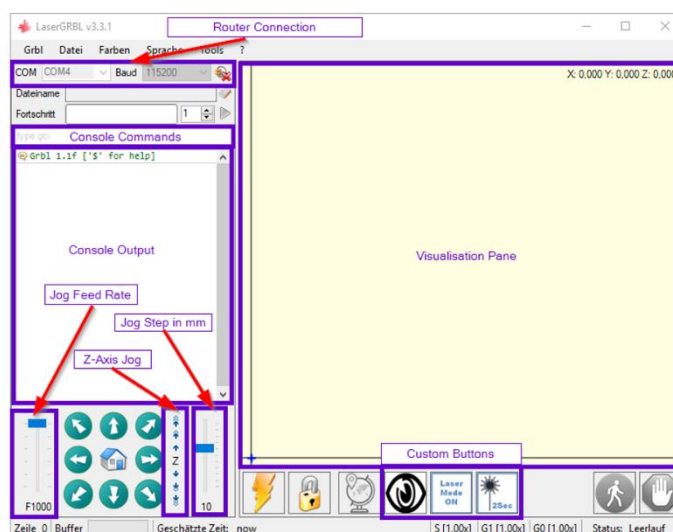 LaserGRBL v3.3.1
Router Connection
Grbl Datei Farben Sprache Tools ?
COM COM4 Baud 115200
X: 0,000 Y: 0,000 Z: 0,000
Dateiname
Fortschritt 1
type
Console Commands
Grbl 1.1f ['$' for help]
Console Output
Visualisation Pane
Jog Feed Rate
Jog Step in mm
Z-Axis Jog
Custom Buttons
Z
Laser
Mode
ON
2Sec
F1000
10
Zeile 0 Buffer Geschätzte Zeit: now S [1.00x] G1 [1.00x] G0 [1.00x] Status: Leerlauf